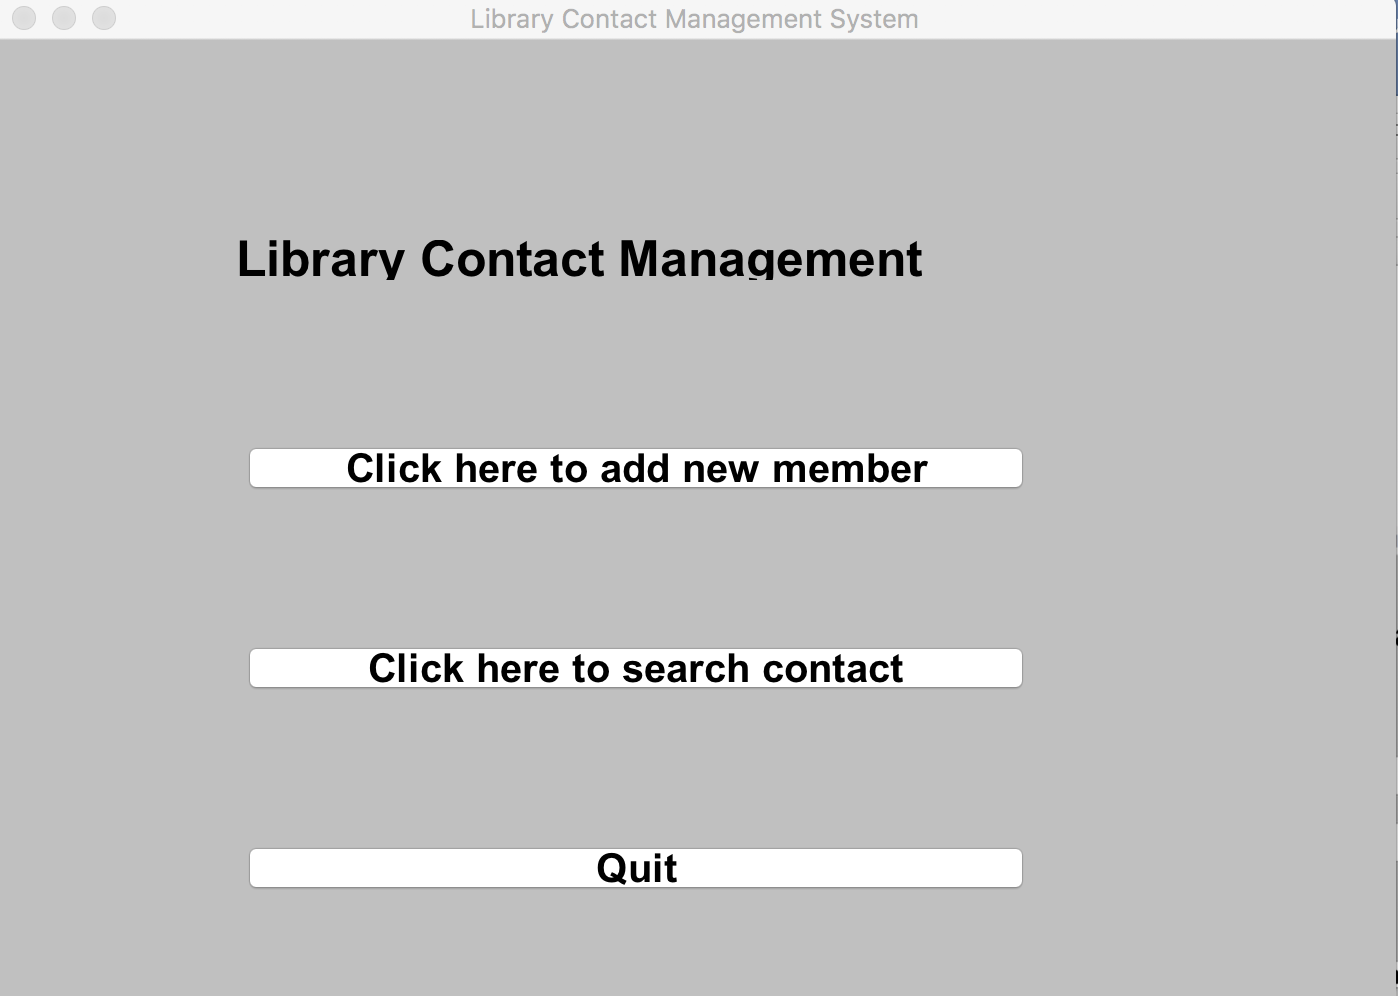 Library Contact Management System
Library Contact Management
Click here to add new member
Click here to search contact
Quit